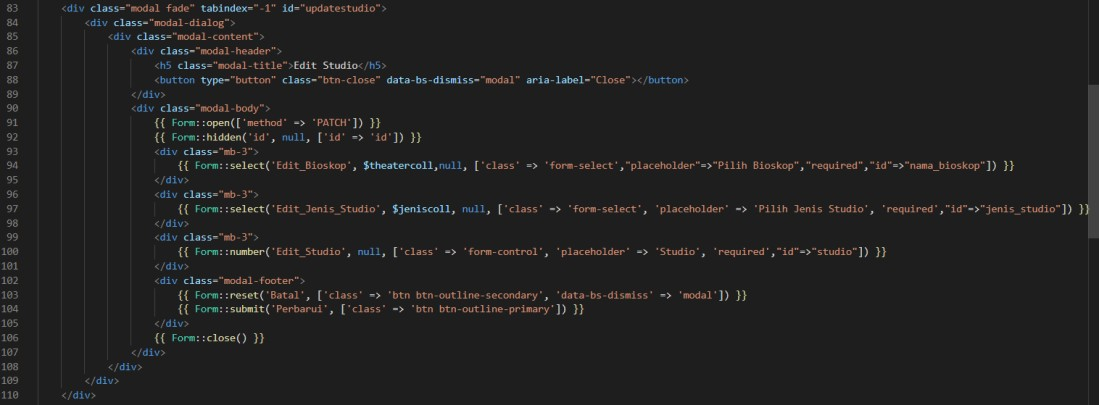 83 <div class="modal fade" tabindex="-1" id="updatestudio">
84 <div class="modal-dialog">
85 <div class="modal-content">
86 <div class="modal-header">
87 <h5 class="modal-title">Edit Studio</h5>
88 <button type="button" class="btn-close" data-bs-dismiss="modal" aria-label="Close"></button>
89 </div>
90 <div class="modal-body">
91 {{ Form::open(['method' => 'PATCH']) }}
92 {{ Form::hidden('id', null, ['id' => 'id']) }}
93 <div class="mb-3">
94 {{ Form::select('Edit_Bioskop', $theatercoll,null, ['class' => 'form-select',"placeholder"=>"Pilih Bioskop","required","id"=>"nama_bioskop"]) }}
95 </div>
96 <div class="mb-3">
97 {{ Form::select('Edit_Jenis_Studio', $jeniscoll, null, ['class' => 'form-select', 'placeholder' => 'Pilih Jenis Studio', 'required',"id"=>"jenis_studio"]) }}
98 </div>
99 <div class="mb-3">
100 {{ Form::number('Edit_Studio', null, ['class' => 'form-control', 'placeholder' => 'Studio', 'required',"id"=>"studio"]) }}
101 </div>
102 <div class="modal-footer">
103 {{ Form::reset('Batal', ['class' => 'btn btn-outline-secondary', 'data-bs-dismiss' => 'modal']) }}
104 {{ Form::submit('Perbarui', ['class' => 'btn btn-outline-primary']) }}
105 </div>
106 {{ Form::close() }}
107 </div>
108 </div>
109 </div>
110 </div>